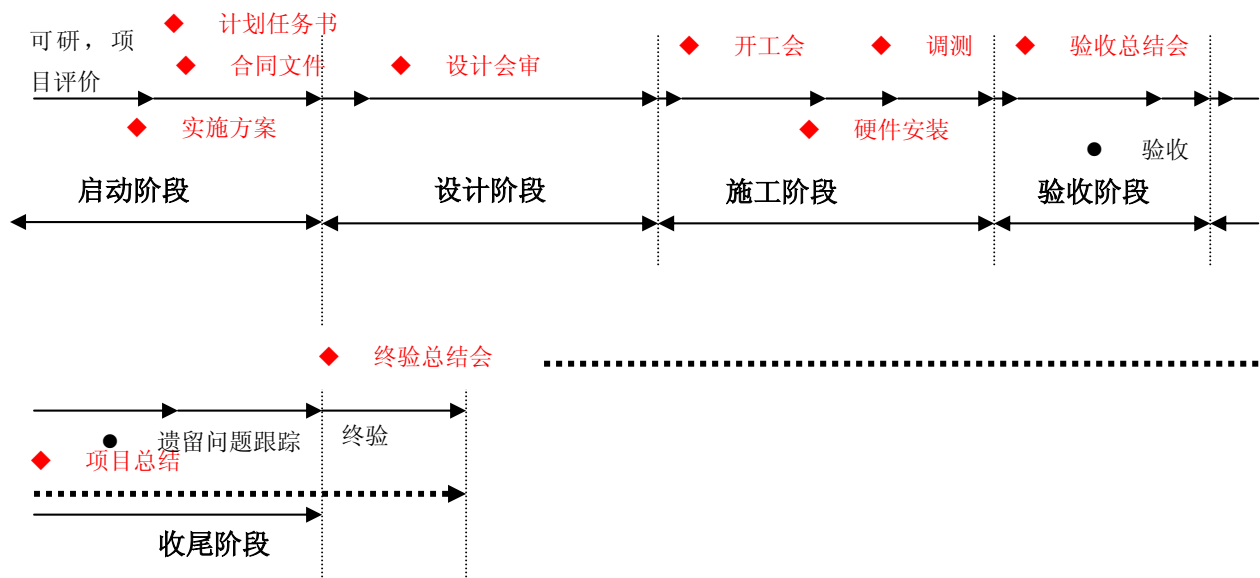 计划任务书
可研，项
目评价
合同文件
设计会审
开工会
调测
验收总结会
实施方案
硬件安装
验收
启动阶段
设计阶段
施工阶段
验收阶段
终验总结会
遗留问题跟踪
终验
项目总结
收尾阶段